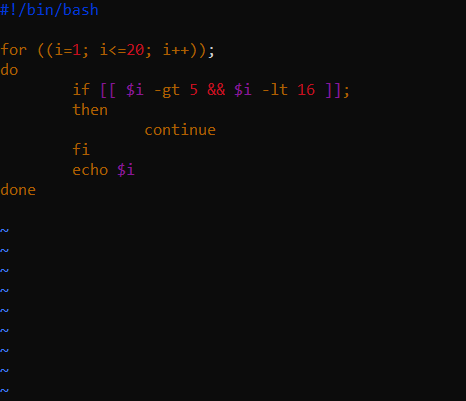 #!/bin/bash

for ((i=1; i<=20; i++));
do
        if [[ $i -gt 5 && $i -lt 16 ]];
        then
                continue
        fi
        echo $i
done

~
~
~
~
~
~
~
~
~